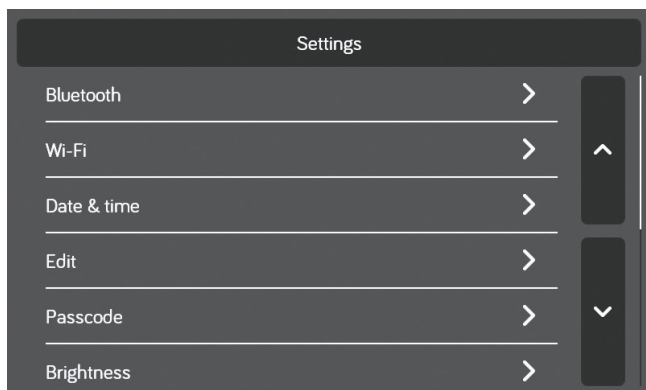 Settings
Bluetooth
Wi-Fi
Date & time
Edit
Passcode
Brightness